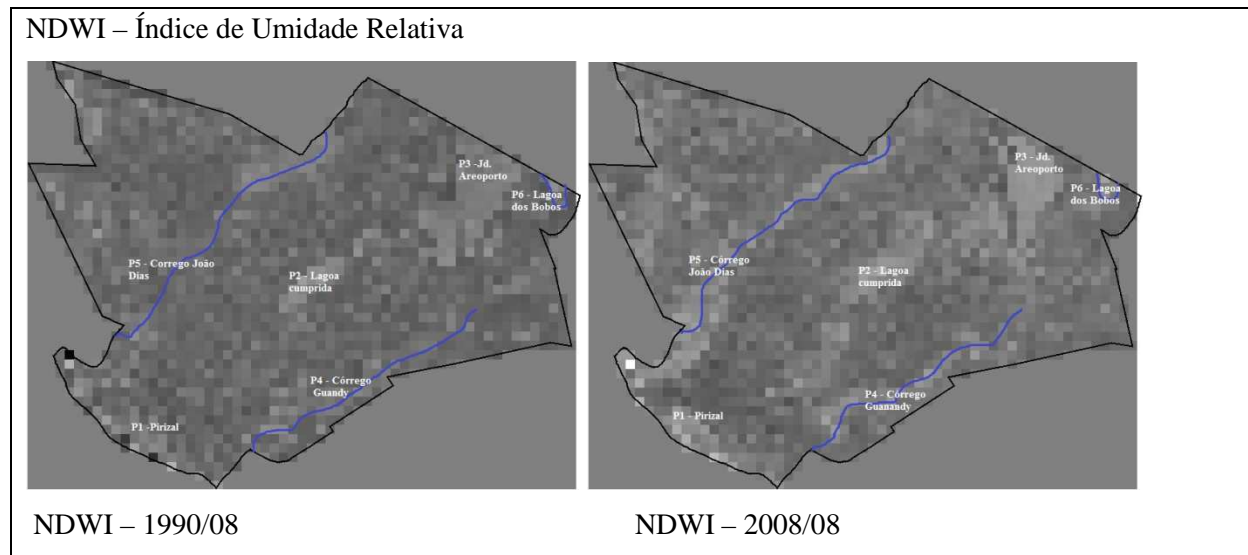 NDWI – Índice de Umidade Relativa
P3 -Jd.
Areoporto
P6 - Lagoa
dos Bobos
P5 - Corrego João
Dias
P2 - Lagoa
cumprida
P4 - Córrego
Guandy
P1 -Pirizal
P3 - Jd.
Areoporto
P6 - Lagoa
dos Bobos
P5 - Córrego
João Dias
P2 - Lagoa
cumprida
P4 - Córrego
Guanandy
P1 - Pirizal
NDWI – 1990/08
NDWI – 2008/08